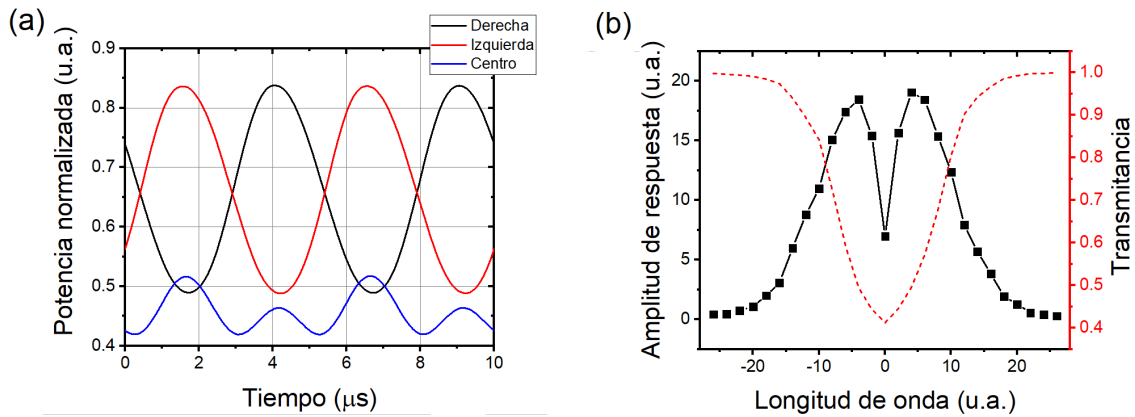 (a)
Derecha
Izquierda
Centro
Potencia normalizada (u.a.)
0.9
0.8
0.7
0.6
0.5
0.4
0
2
4
6
8
10
Tiempo (μs)
(b)
Amplitud de respuesta (u.a.)
20
15
10
5
0
-20
-10
0
10
20
Longitud de onda (u.a.)
1.0
0.9
0.8
0.7
0.6
0.5
0.4
Transmitancia